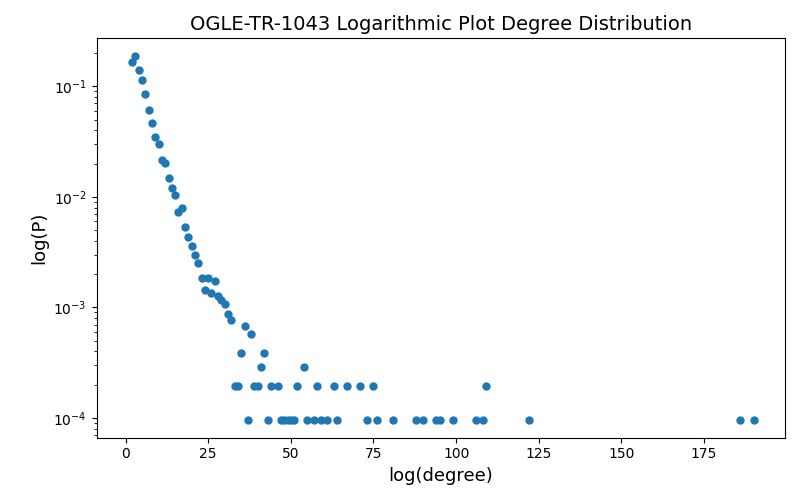 OGLE-TR-1043 Logarithmic Plot Degree Distribution
10⁻¹
10⁻²
10⁻³
10⁻⁴
log(P)
0 25 50 75 100 125 150 175
log(degree)